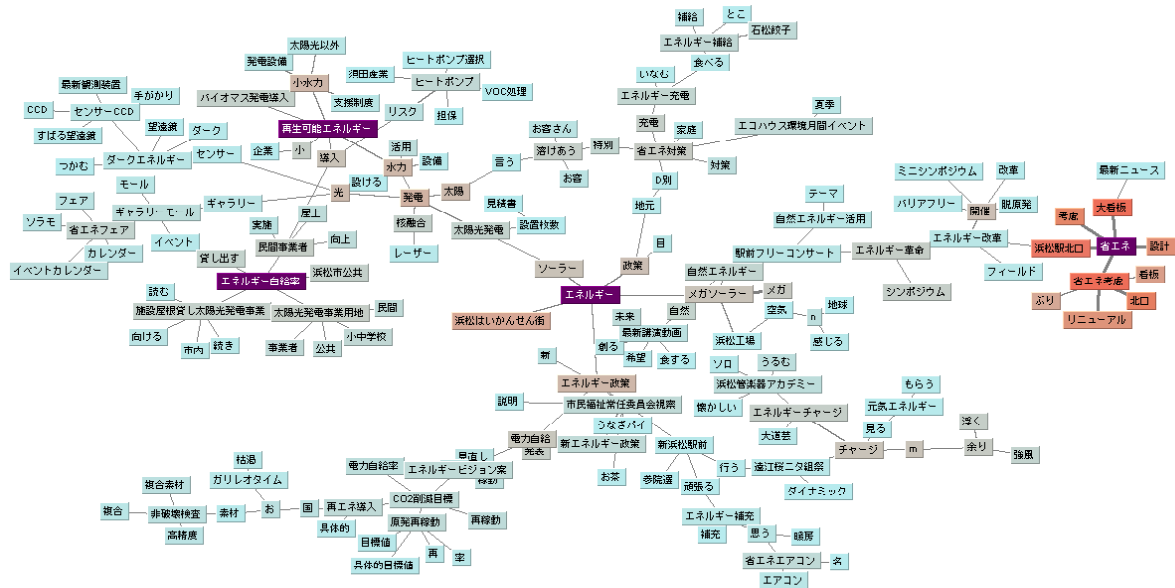 補給
とこ
石松餃子
エネルギー補給
食べる
いなむ
エネルギー充電
充電
家庭
真季
エコハウス環境月間イベント
省エネ対策
対策
特別
お客さん
溶けあう
お客
言う
D別
地元
目
政策
太陽光以外
発電設備
小水力
支援制度
バイオマス発電導入
再生可能エネルギー
企業
小
導入
リスク
ヒートポンプ選択
須田産業
ヒートポンプ
VOC処理
担保
活用
水力
設備
設ける
発電
太陽
核融合
レーザー
光
最新観測装置
CCD
センサーCCD
手がかり
すばる望遠鏡
望遠鏡
ダーク
ダークエネルギー
つかむ
センサー
モール
ギャラリー
ギャラリー モール
イベント
フェア
ソラモ
省エネフェア
カレンダー
イベントカレンダー
屋上
実施
民間事業者
向上
貸し出す
浜松市公共
エネルギー自給率
読む
施設屋根貸し太陽光発電事業
向ける
市内
続き
太陽光発電事業用地
民間
小中学校
事業者
公共
見積書
設置枚数
太陽光発電
ソーラー
エネルギー
浜松はいかんせん街
自然エネルギー
メガソーラー
メガ
自然
未来
最新講演動画
創る
希望
食する
浜松工場
空気
n
地球
感じる
テーマ
自然エネルギー活用
駅前フリーコンサート
エネルギー革命
シンポジウム
ミニシンポジウム
改革
バリアフリー
開催
脱原発
エネルギー改革
フィールド
最新ニュース
大看板
考慮
浜松駅北口
省エネ
設計
省エネ考慮
看板
ぶり
北口
リニューアル
新
エネルギー政策
説明
市民福祉常任委員会視察
うなぎパイ
電力自給
発表
新エネルギー政策
お茶
新浜松駅前
参院選
頑張る
行う
遠江桜ニタ組祭
ダイナミック
ソロ
うるむ
浜松管楽器アカデミー
懐かしい
エネルギーチャージ
大道芸
チャージ
もらう
元気エネルギー
見る
m
浮く
余り
強風
エネルギー補充
補充
思う
暖房
省エネエアコン
名
エアコン
見直し
稼動
電力自給率
エネルギービジョン案
CO2削減目標
再稼動
再エネ導入
具体的
原発再稼動
目標値
具体的目標値
再
率
国
お
ガリレオタイム
枯退
素材
複合素材
複合
非破壊検査
高精度